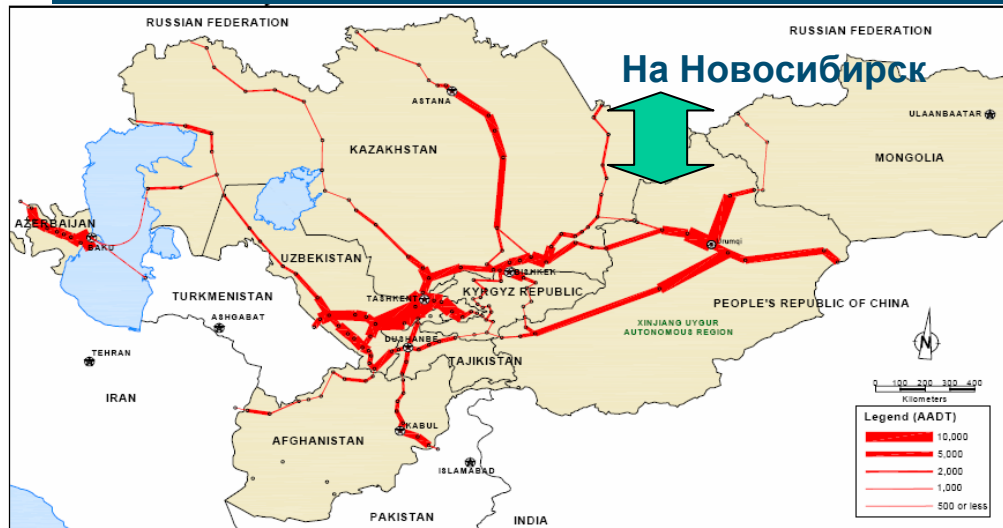 RUSSIAN FEDERATION
RUSSIAN FEDERATION
На Новосибирск
ASTANA
ULAANBAATAR
KAZAKHSTAN
MONGOLIA
AZERBAIJAN
BAKU
Urumqi
UZBEKISTAN
BISHKEK
KYRGYZ REPUBLIC
TURKMENISTAN
TASHKENT
PEOPLE'S REPUBLIC OF CHINA
ASHGABAT
XINJIANG UYGUR
AUTONOMOUS REGION
DUSHANBE
TEHRAN
TAJIKISTAN
N
IRAN
0 100 200 300 400
Kilometers
Legend (AADT)
10,000
5,000
2,000
1,000
500 or less
KABUL
AFGHANISTAN
ISLAMABAD
PAKISTAN
INDIA